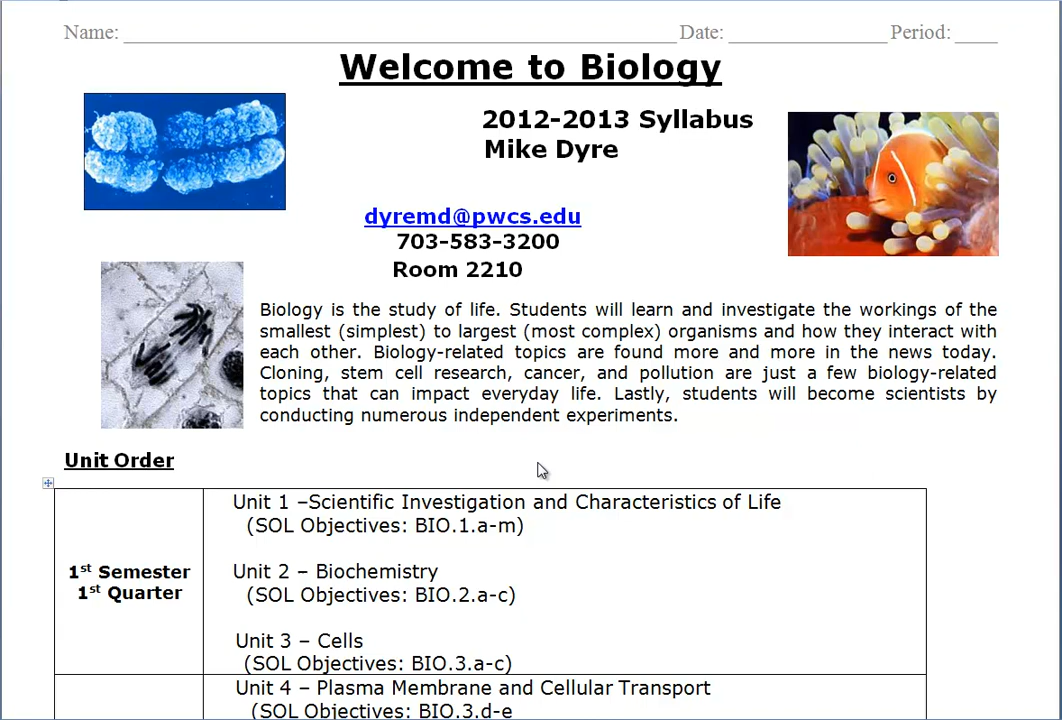 Name: Date: Period:
Welcome to Biology
2012-2013 Syllabus
Mike Dyre
dyremd@pwcs.edu
703-583-3200
Room 2210
Biology is the study of life. Students will learn and investigate the workings of the
smallest (simplest) to largest (most complex) organisms and how they interact with
each other. Biology-related topics are found more and more in the news today.
Cloning, stem cell research, cancer, and pollution are just a few biology-related
topics that can impact everyday life. Lastly, students will become scientists by
conducting numerous independent experiments.
Unit Order
1st Semester
1st Quarter
Unit 1 –Scientific Investigation and Characteristics of Life
(SOL Objectives: BIO.1.a-m)
Unit 2 – Biochemistry
(SOL Objectives: BIO.2.a-c)
Unit 3 – Cells
(SOL Objectives: BIO.3.a-c)
Unit 4 – Plasma Membrane and Cellular Transport
(SOL Objectives: BIO.3.d-e